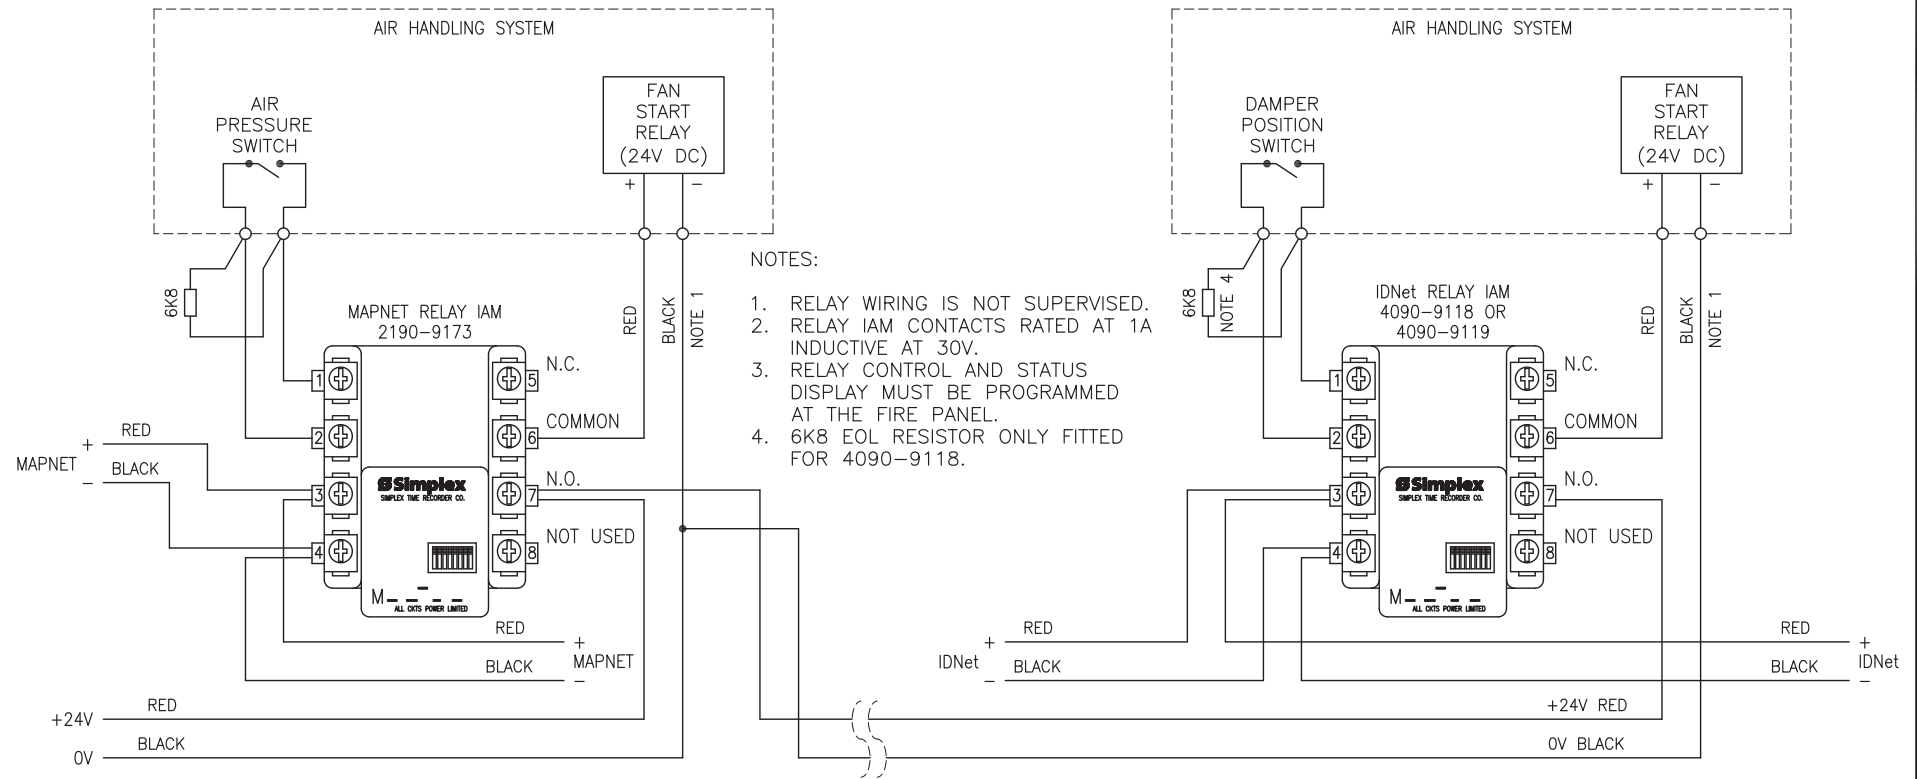 AIR HANDLING SYSTEM
AIR
PRESSURE
SWITCH
FAN
START
RELAY
(24V DC)
+ −
6K8
RED
BLACK
NOTE 1
MAPNET RELAY IAM
2190−9173
1
2
3
4
N.C.
5
COMMON
6
N.O.
7
NOT USED
8
Simplex
SIMPLEX TIME RECORDER CO.
M
ALL CKTS POWER LIMITED
MAPNET
+ RED
− BLACK
RED +
MAPNET
BLACK −
+24V RED
0V BLACK
NOTES:
1. RELAY WIRING IS NOT SUPERVISED.
2. RELAY IAM CONTACTS RATED AT 1A
INDUCTIVE AT 30V.
3. RELAY CONTROL AND STATUS
DISPLAY MUST BE PROGRAMMED
AT THE FIRE PANEL.
4. 6K8 EOL RESISTOR ONLY FITTED
FOR 4090−9118.
AIR HANDLING SYSTEM
DAMPER
POSITION
SWITCH
FAN
START
RELAY
(24V DC)
+ −
6K8
NOTE 4
RED
BLACK
NOTE 1
IDNet RELAY IAM
4090−9118 OR
4090−9119
1
2
3
4
N.C.
5
COMMON
6
N.O.
7
NOT USED
8
Simplex
SIMPLEX TIME RECORDER CO.
M
ALL CKTS POWER LIMITED
+ RED
IDNet
− BLACK
RED +
IDNet
BLACK −
+24V RED
0V BLACK